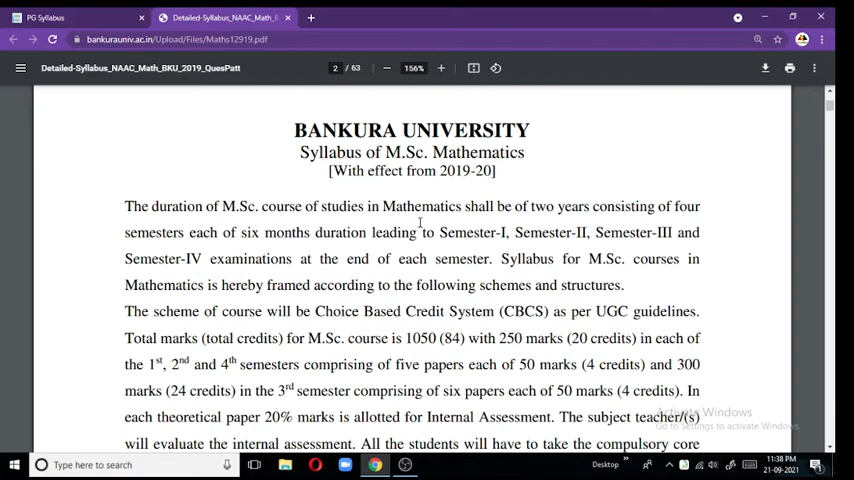 PG Syllabus
Detailed-Syllabus_NAAC_Math_B
bankurauniv.ac.in/Upload/Files/Maths12919.pdf
Detailed-Syllabus_NAAC_Math_BKU_2019_QuesPatt
2 / 63
156%
BANKURA UNIVERSITY
Syllabus of M.Sc. Mathematics
[With effect from 2019-20]
The duration of M.Sc. course of studies in Mathematics shall be of two years consisting of four
semesters each of six months duration leading to Semester-I, Semester-II, Semester-III and
Semester-IV examinations at the end of each semester. Syllabus for M.Sc. courses in
Mathematics is hereby framed according to the following schemes and structures.
The scheme of course will be Choice Based Credit System (CBCS) as per UGC guidelines.
Total marks (total credits) for M.Sc. course is 1050 (84) with 250 marks (20 credits) in each of
the 1st, 2nd and 4th semesters comprising of five papers each of 50 marks (4 credits) and 300
marks (24 credits) in the 3rd semester comprising of six papers each of 50 marks (4 credits). In
each theoretical paper 20% marks is allotted for Internal Assessment. The subject teacher/(s)
will evaluate the internal assessment. All the students will have to take the compulsory core
Activate Windows
Go to Settings to activate Windows.
Type here to search
Desktop
11:38 PM
21-09-2021